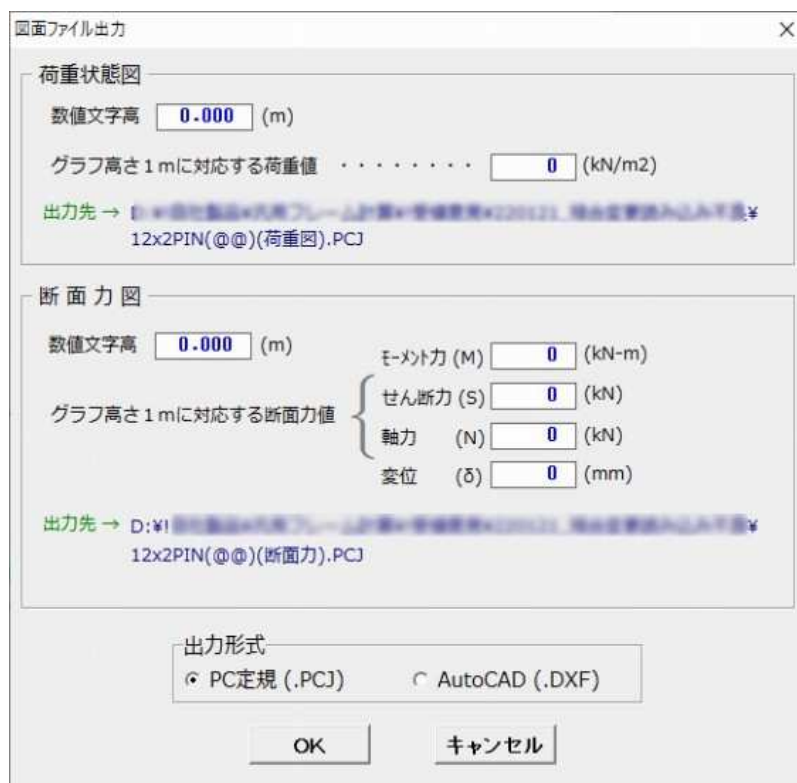 図面ファイル出力
荷重状態図
数値文字高 0.000 (m)
グラフ高さ１ｍに対応する荷重値 ・・・・・・・・ 0 (kN/m2)
出力先 →
12x2PIN(@@)(荷重図).PCJ
断 面 力 図
数値文字高 0.000 (m)
ﾓｰﾒﾝﾄ力 (M) 0 (kN-m)
グラフ高さ１ｍに対応する断面力値
せん断力 (S) 0 (kN)
軸力 (N) 0 (kN)
変位 (δ) 0 (mm)
出力先 → D:¥!
12x2PIN(@@)(断面力).PCJ
出力形式
PC定規 (.PCJ) AutoCAD (.DXF)
OK キャンセル